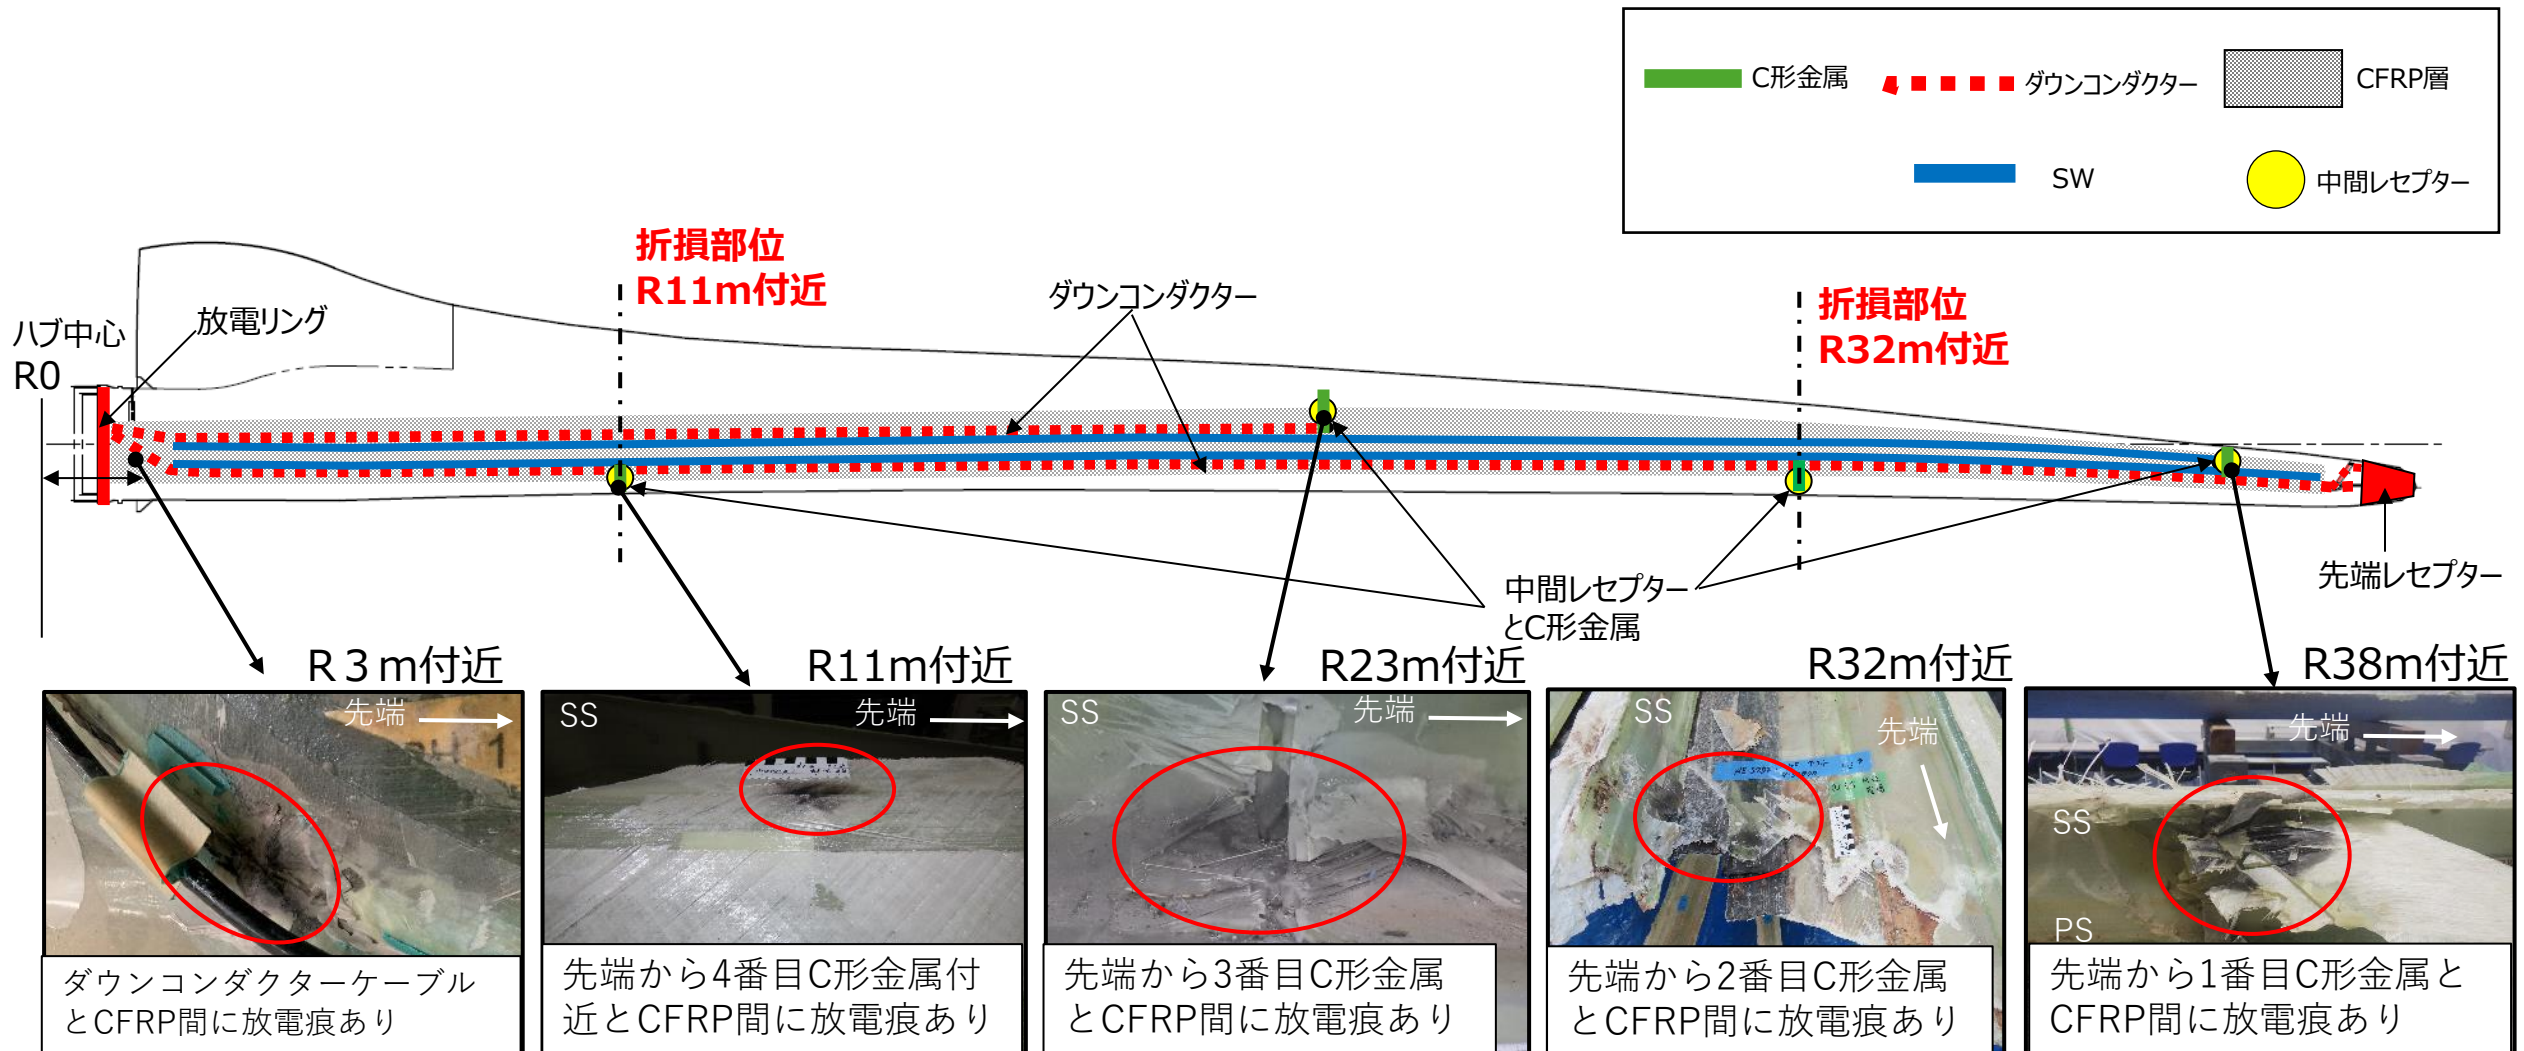 C形金属
ダウンコンダクター
CFRP層
SW
中間レセプター
折損部位
R11m付近
ダウンコンダクター
折損部位
R32m付近
ハブ中心
R0
放電リング
中間レセプター
とC形金属
先端レセプター
R3m付近
R11m付近
R23m付近
R32m付近
R38m付近
先端
SS
先端
SS
先端
SS
先端
先端
SS
PS
ダウンコンダクターケーブル
とCFRP間に放電痕あり
先端から4番目C形金属付
近とCFRP間に放電痕あり
先端から3番目C形金属
とCFRP間に放電痕あり
先端から2番目C形金属
とCFRP間に放電痕あり
先端から1番目C形金属と
CFRP間に放電痕あり